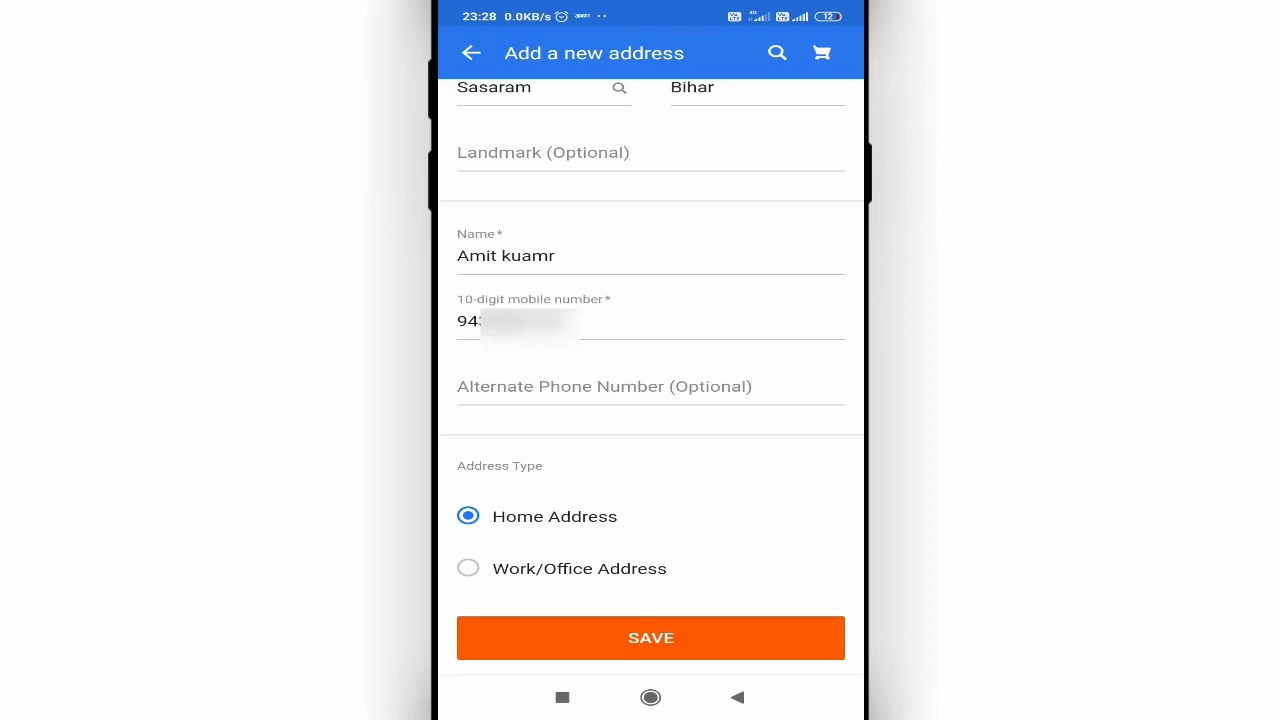 23:28 0.0KB/s
Add a new address
Sasaram Bihar
Landmark (Optional)
Name*
Amit kuamr
10-digit mobile number*
94
Alternate Phone Number (Optional)
Address Type
Home Address
Work/Office Address
SAVE